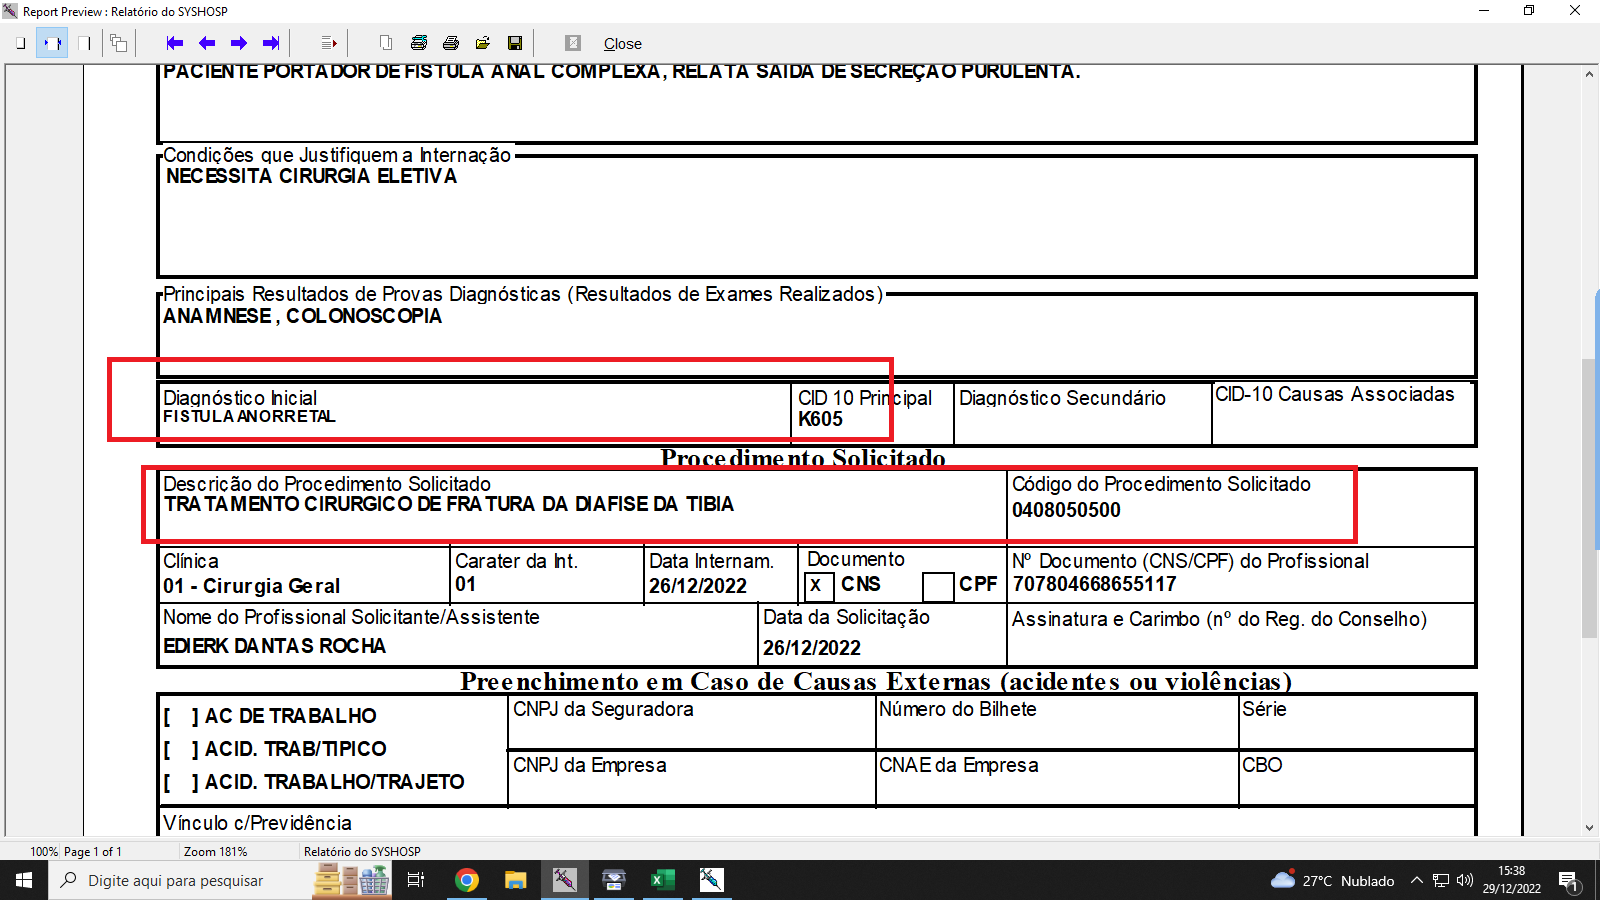 Report Preview : Relatório do SYSHOSP
Close
PACIENTE PORTADOR DE FISTULA ANAL COMPLEXA, RELATA SAIDA DE SECREÇÃO PURULENTA.
Condições que Justifiquem a Internação
NECESSITA CIRURGIA ELETIVA
Principais Resultados de Provas Diagnósticas (Resultados de Exames Realizados)
ANAMNESE , COLONOSCOPIA
Diagnóstico Inicial
FISTULA ANORRETAL
CID 10 Principal
K605
Diagnóstico Secundário
CID-10 Causas Associadas
Procedimento Solicitado
Descrição do Procedimento Solicitado
TRATAMENTO CIRURGICO DE FRATURA DA DIAFISE DA TIBIA
Código do Procedimento Solicitado
0408050500
Clínica
01 - Cirurgia Geral
Carater da Int.
01
Data Internam.
26/12/2022
Documento
X CNS CPF
Nº Documento (CNS/CPF) do Profissional
707804668655117
Nome do Profissional Solicitante/Assistente
EDIERK DANTAS ROCHA
Data da Solicitação
26/12/2022
Assinatura e Carimbo (nº do Reg. do Conselho)
Preenchimento em Caso de Causas Externas (acidentes ou violências)
[ ] AC DE TRABALHO
[ ] ACID. TRAB/TIPICO
[ ] ACID. TRABALHO/TRAJETO
CNPJ da Seguradora
Número do Bilhete
Série
CNPJ da Empresa
CNAE da Empresa
CBO
Vínculo c/Previdência
100% Page 1 of 1
Zoom 181%
Relatório do SYSHOSP
Digite aqui para pesquisar
27°C Nublado
15:38
29/12/2022
1